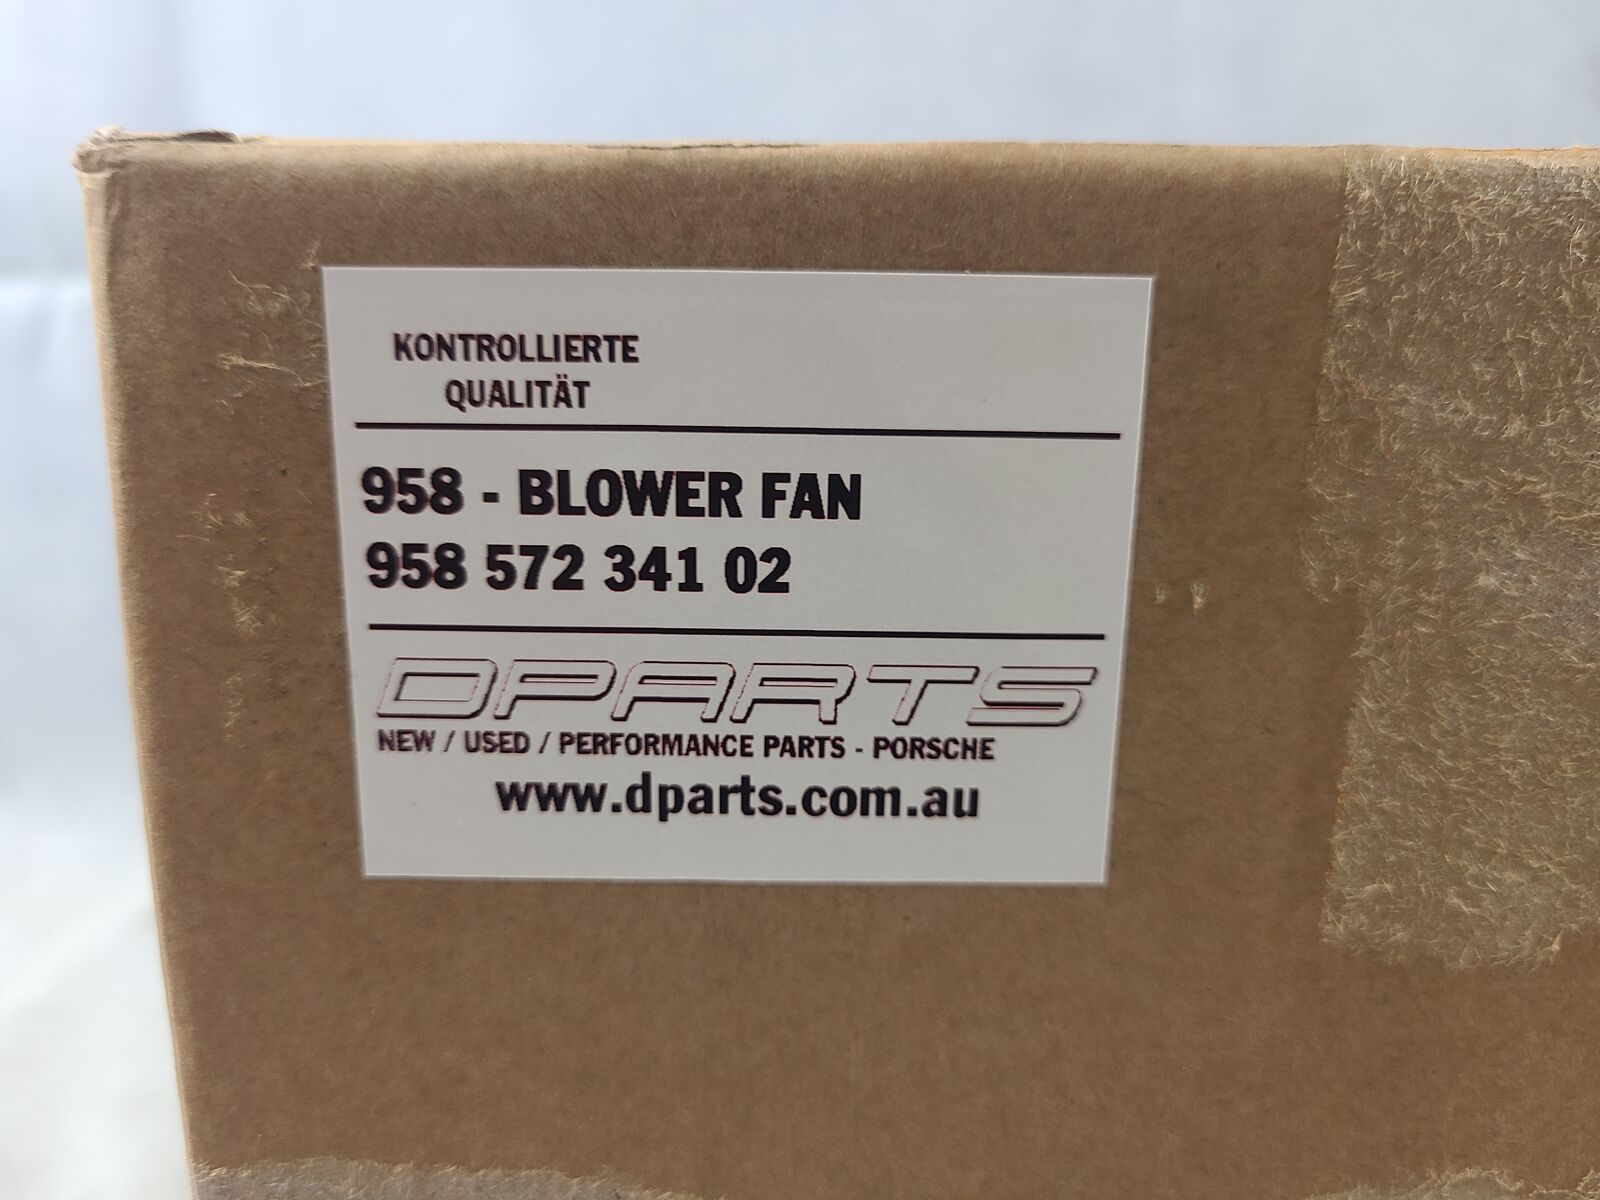 KONTROLLIERTE
QUALITÄT
958 - BLOWER FAN
958 572 341 02
DPARTS
NEW / USED / PERFORMANCE PARTS - PORSCHE
www.dparts.com.au